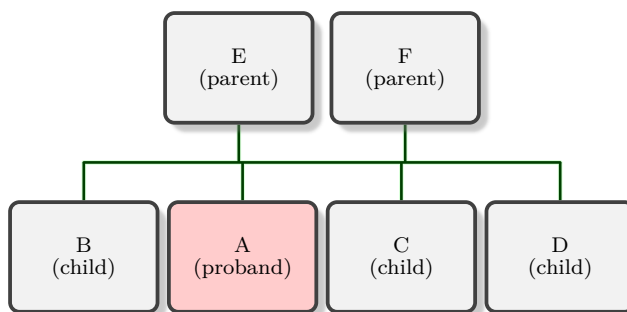 E
(parent)
F
(parent)
B
(child)
A
(proband)
C
(child)
D
(child)